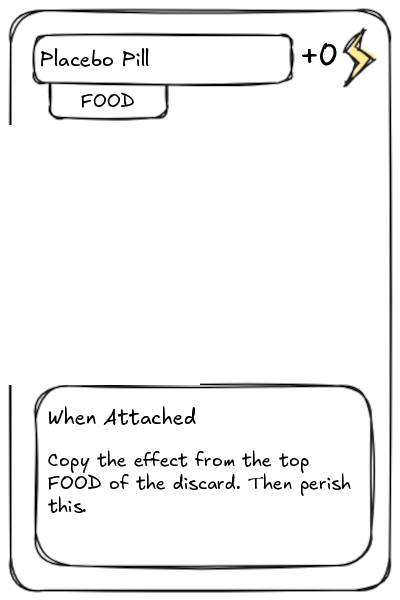 Placebo Pill
+0
FOOD
When Attached
Copy the effect from the top
FOOD of the discard. Then perish
this.